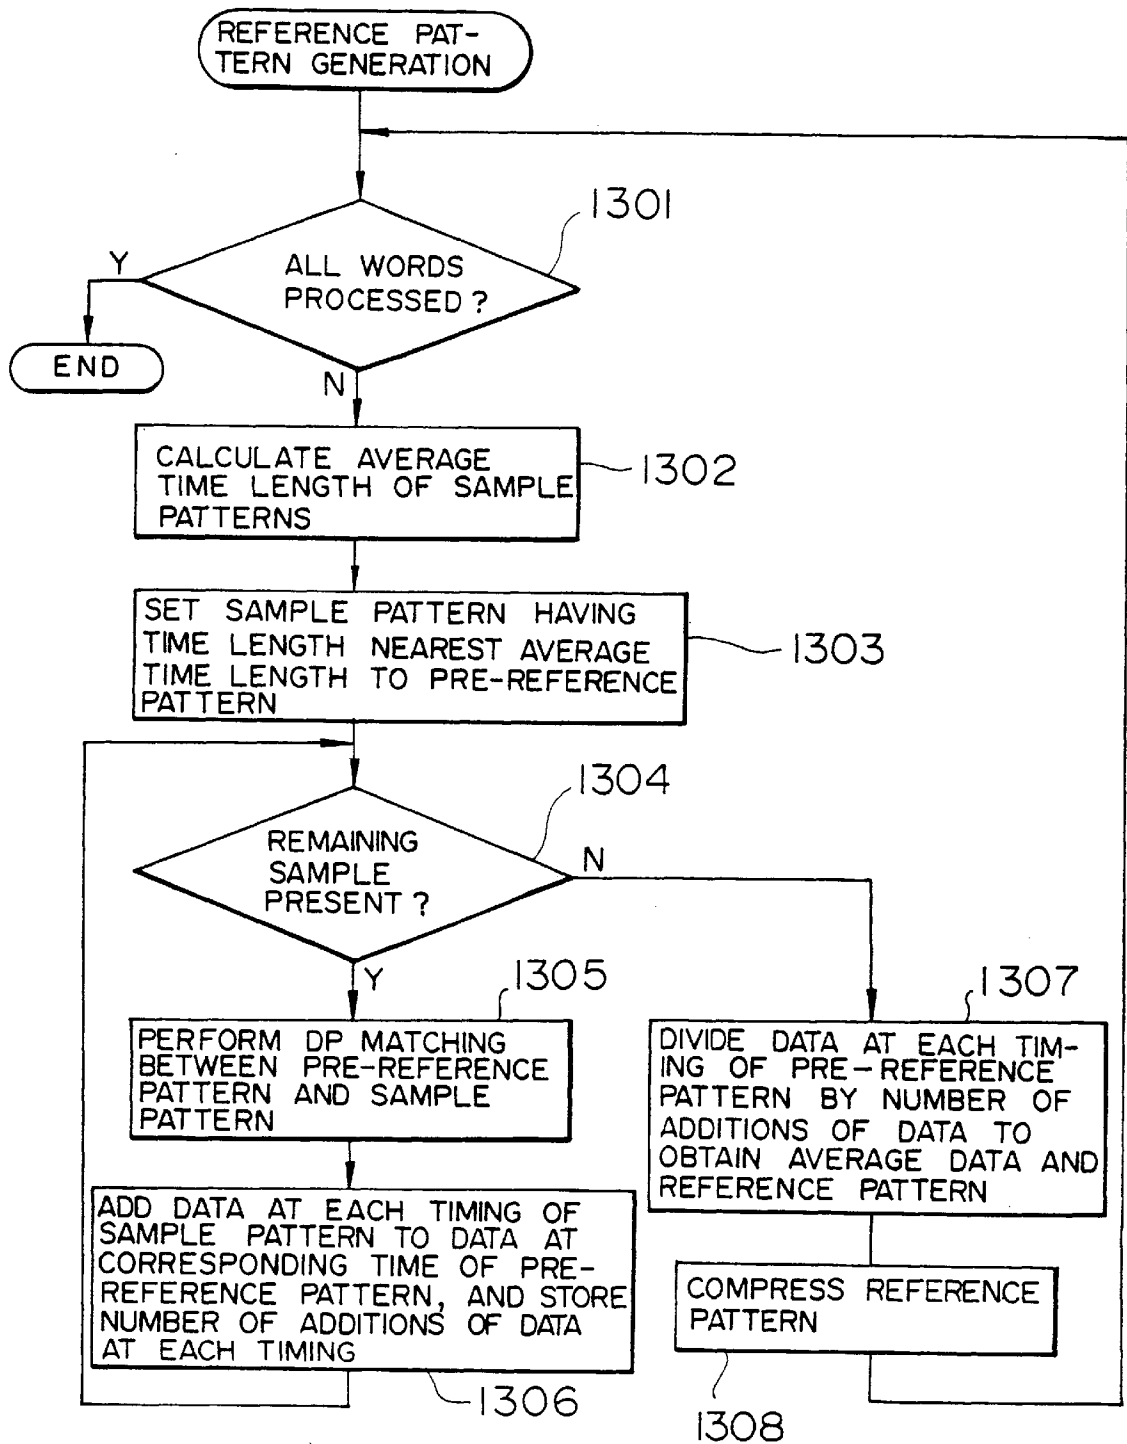 REFERENCE PAT-
TERN GENERATION
1301
ALL WORDS
PROCESSED ?
Y
END
N
CALCULATE AVERAGE
TIME LENGTH OF SAMPLE
PATTERNS
1302
SET SAMPLE PATTERN HAVING
TIME LENGTH NEAREST AVERAGE
TIME LENGTH TO PRE-REFERENCE
PATTERN
1303
1304
REMAINING
SAMPLE
PRESENT ?
N
Y
1305
PERFORM DP MATCHING
BETWEEN PRE-REFERENCE
PATTERN AND SAMPLE
PATTERN
1307
DIVIDE DATA AT EACH TIM-
ING OF PRE-REFERENCE
PATTERN BY NUMBER OF
ADDITIONS OF DATA TO
OBTAIN AVERAGE DATA AND
REFERENCE PATTERN
ADD DATA AT EACH TIMING OF
SAMPLE PATTERN TO DATA AT
CORRESPONDING TIME OF PRE-
REFERENCE PATTERN, AND STORE
NUMBER OF ADDITIONS OF DATA
AT EACH TIMING
1306
COMPRESS REFERENCE
PATTERN
1308